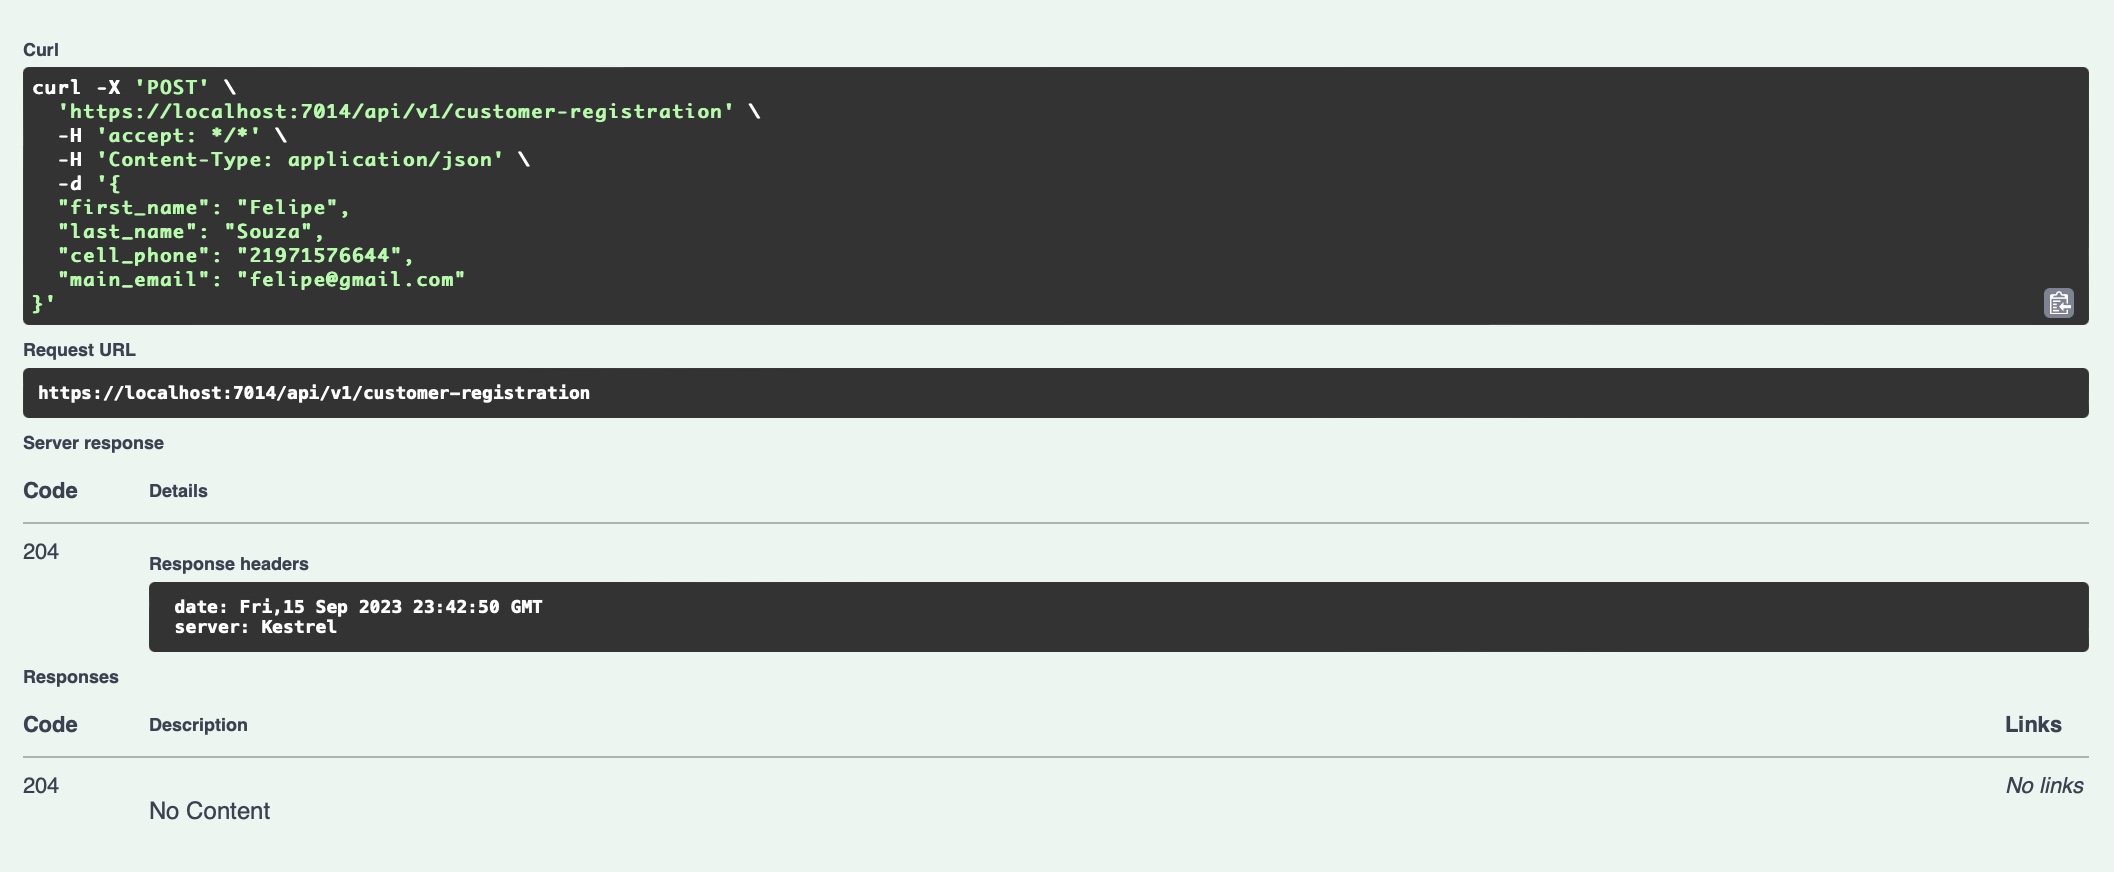 Curl
curl -X 'POST' \
  'https://localhost:7014/api/v1/customer-registration' \
  -H 'accept: */*' \
  -H 'Content-Type: application/json' \
  -d '{
  "first_name": "Felipe",
  "last_name": "Souza",
  "cell_phone": "21971576644",
  "main_email": "felipe@gmail.com"
}'
Request URL
https://localhost:7014/api/v1/customer-registration
Server response
Code Details
204
Response headers
date: Fri,15 Sep 2023 23:42:50 GMT
server: Kestrel
Responses
Code Description Links
204 No links
No Content